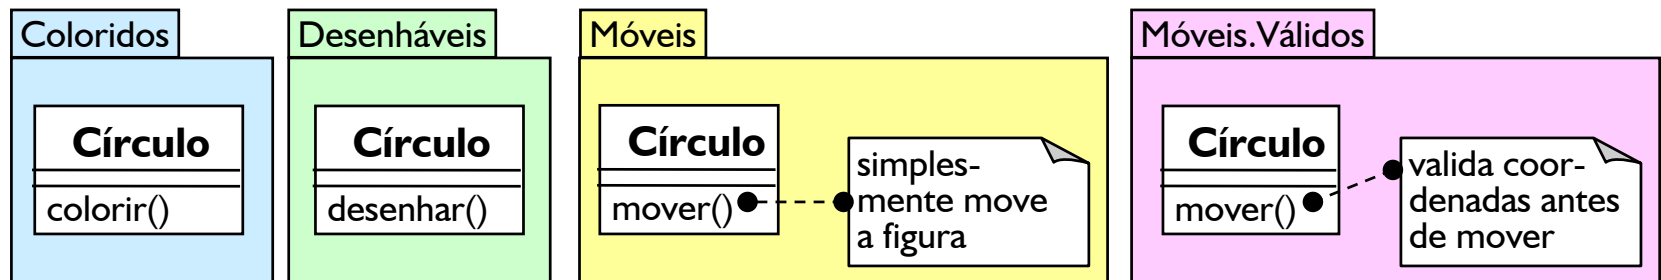 Coloridos
Círculo
colorir()
Desenháveis
Círculo
desenhar()
Móveis
Círculo
mover()
simples-
mente move
a figura
Móveis.Válidos
Círculo
mover()
valida coor-
denadas antes
de mover